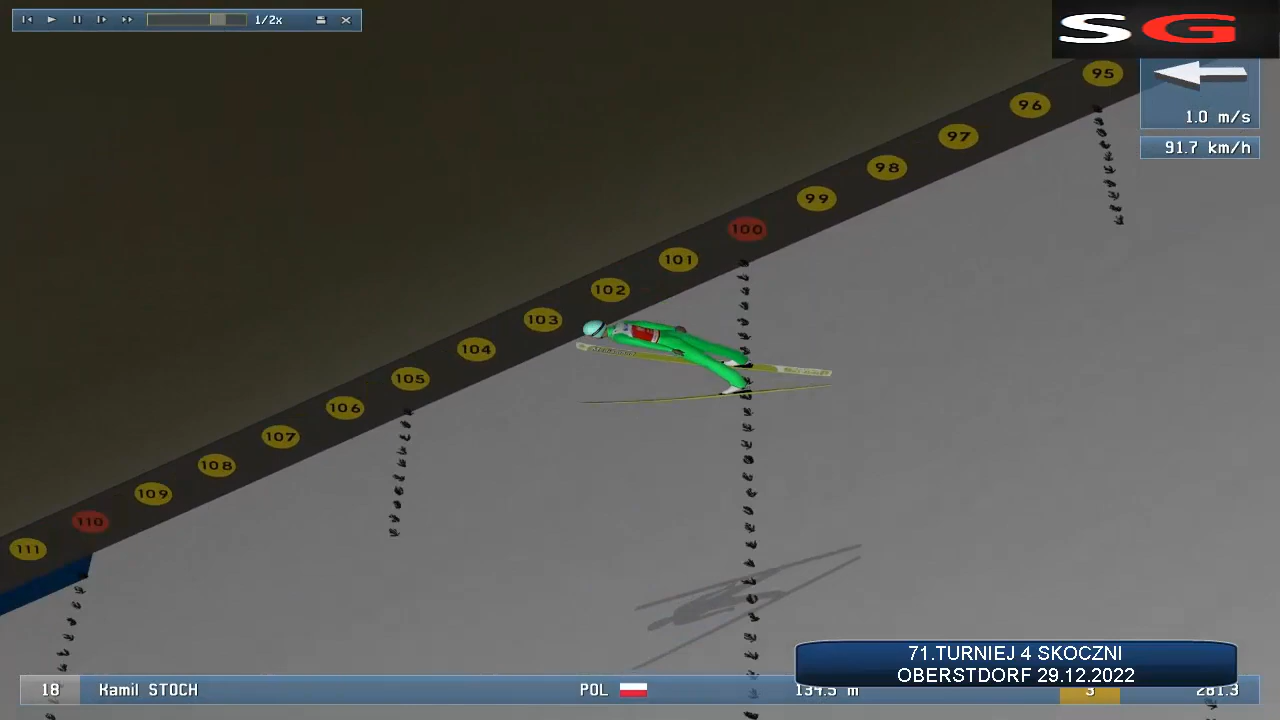 1/2x
SG
1.0 m/s
91.7 km/h
95
96
97
98
99
100
101
102
103
104
105
106
107
108
109
110
111
71.TURNIEJ 4 SKOCZNI
OBERSTDORF 29.12.2022
18 Kamil STOCH POL 134.5 m 3 281.3